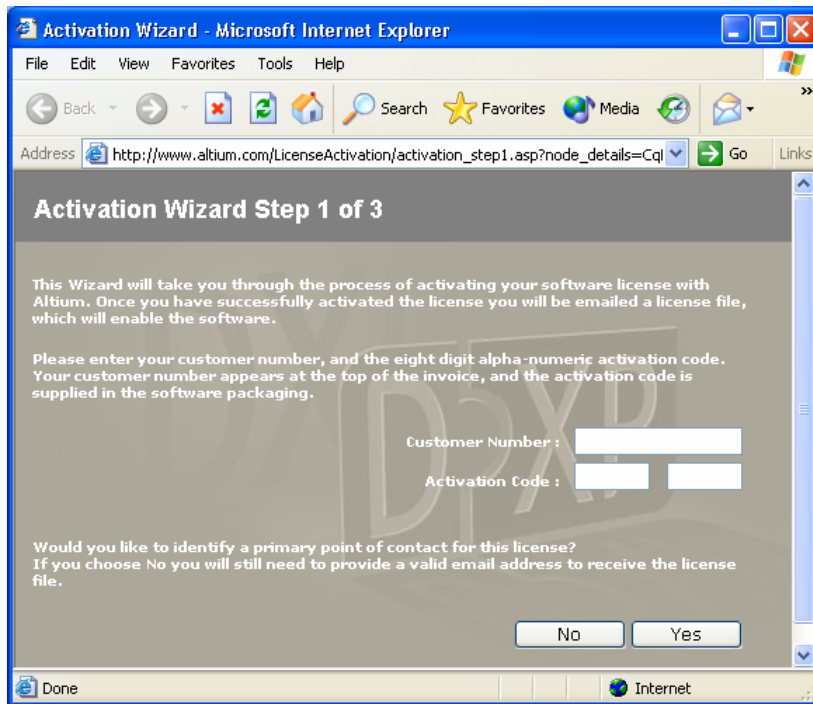 Activation Wizard - Microsoft Internet Explorer
File Edit View Favorites Tools Help
Back Search Favorites Media
Address http://www.altium.com/LicenseActivation/activation_step1.asp?node_details=Cql Go Links
Activation Wizard Step 1 of 3
This Wizard will take you through the process of activating your software license with
Altium. Once you have successfully activated the license you will be emailed a license file,
which will enable the software.
Please enter your customer number, and the eight digit alpha-numeric activation code.
Your customer number appears at the top of the invoice, and the activation code is
supplied in the software packaging.
Customer Number :
Activation Code :
DXP
Would you like to identify a primary point of contact for this license?
If you choose No you will still need to provide a valid email address to receive the license
file.
No Yes
Done Internet